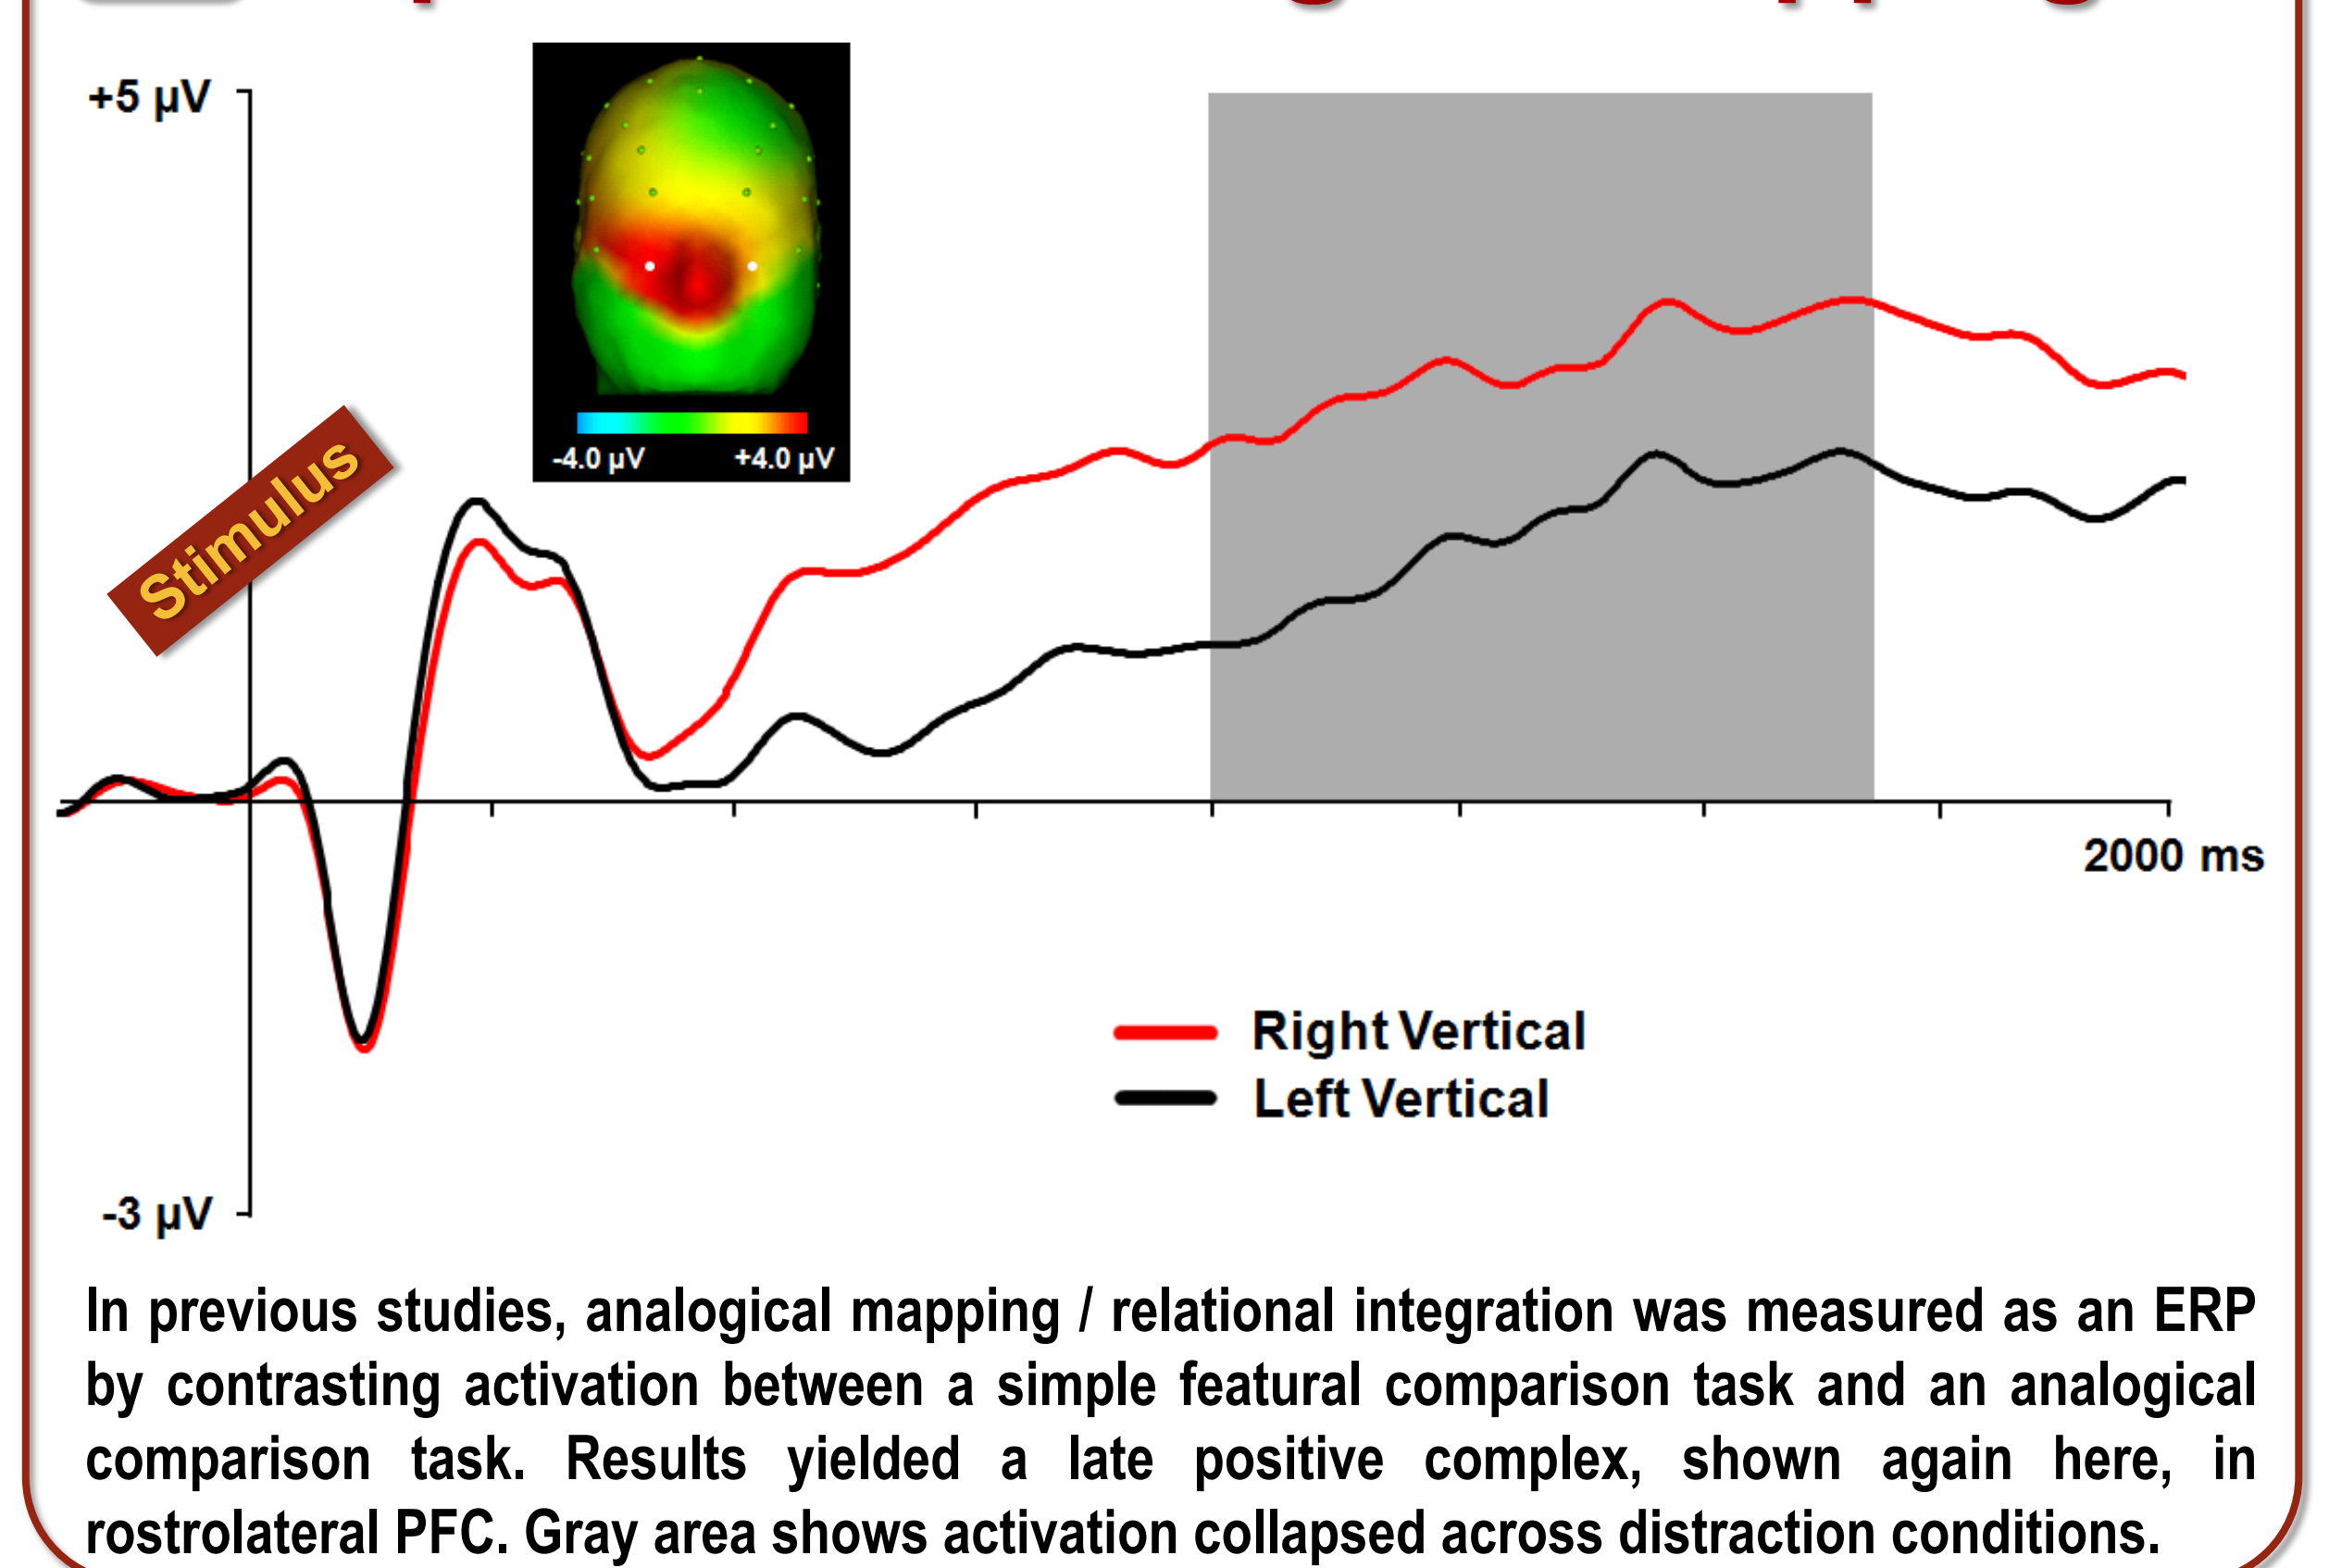 +5 µV
-4.0 µV
+4.0 µV
Stimulus
2000 ms
Right Vertical
Left Vertical
-3 µV
In previous studies, analogical mapping / relational integration was measured as an ERP
by contrasting activation between a simple featural comparison task and an analogical
comparison task. Results yielded a late positive complex, shown again here, in
rostrolateral PFC. Gray area shows activation collapsed across distraction conditions.